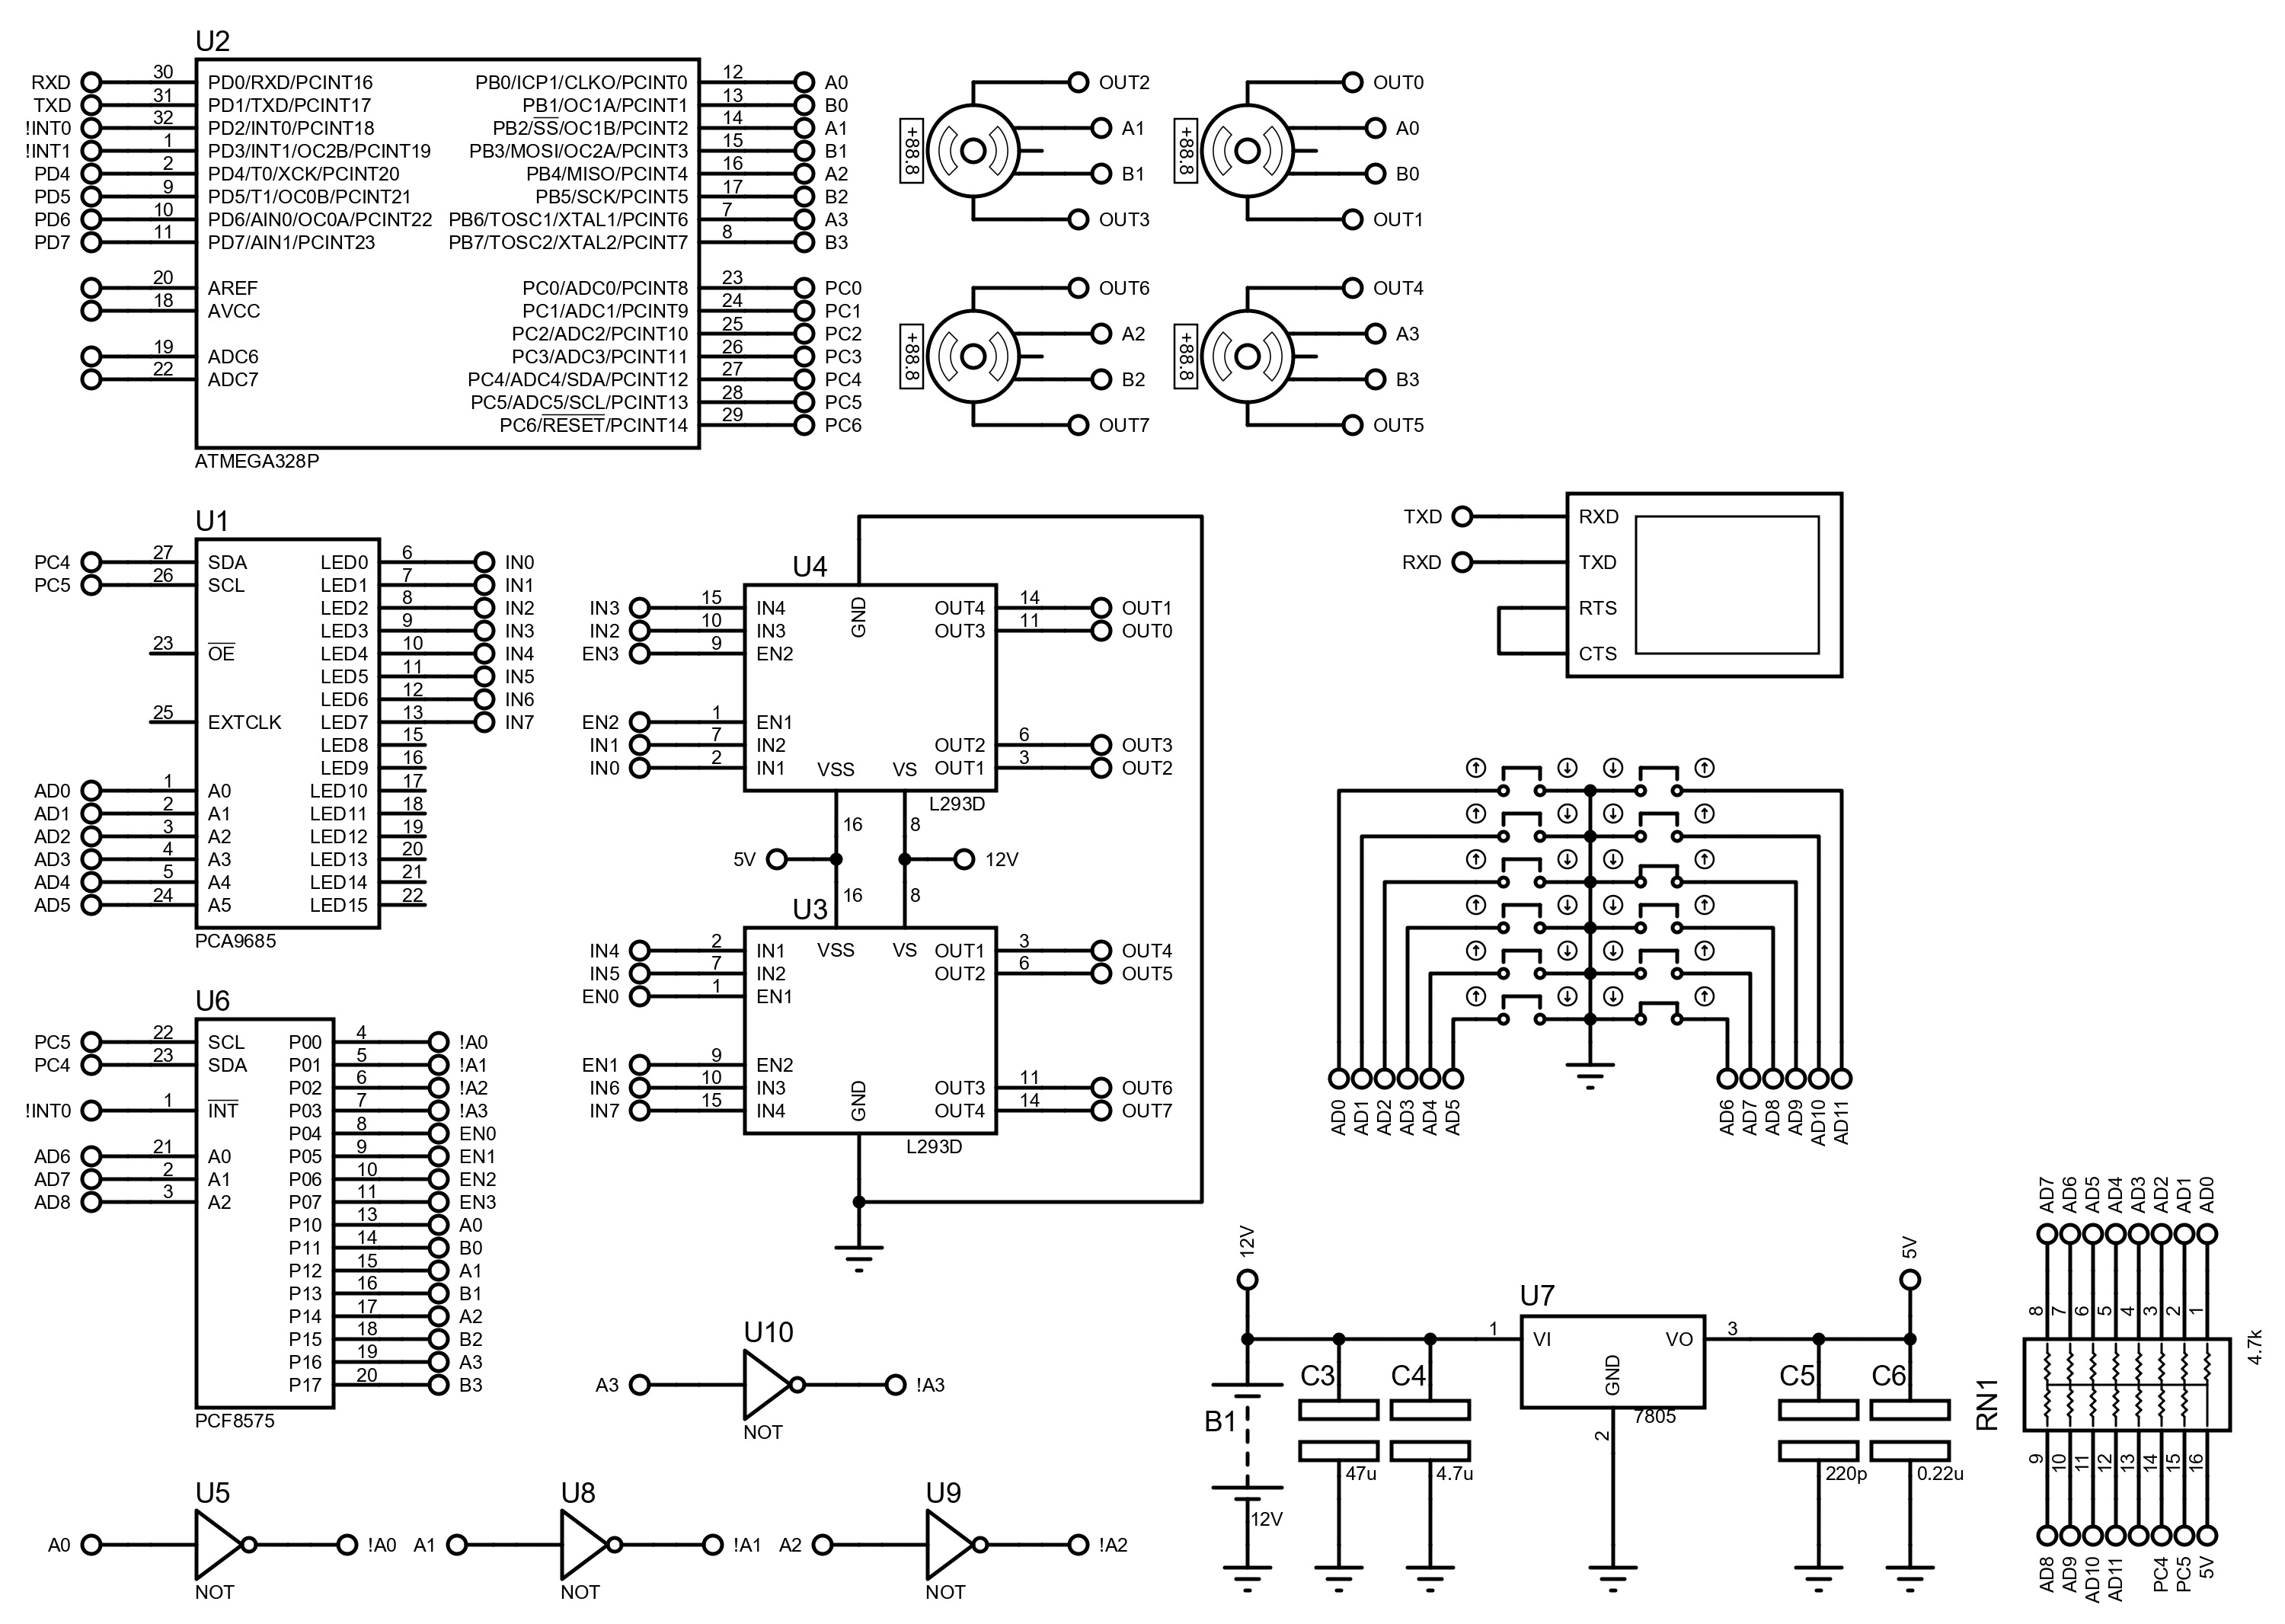 U2
RXD 30 PD0/RXD/PCINT16 PB0/ICP1/CLKO/PCINT0 12 A0
TXD 31 PD1/TXD/PCINT17 PB1/OC1A/PCINT1 13 B0
!INT0 32 PD2/INT0/PCINT18 PB2/SS/OC1B/PCINT2 14 A1
!INT1 1 PD3/INT1/OC2B/PCINT19 PB3/MOSI/OC2A/PCINT3 15 B1
PD4 2 PD4/T0/XCK/PCINT20 PB4/MISO/PCINT4 16 A2
PD5 9 PD5/T1/OC0B/PCINT21 PB5/SCK/PCINT5 17 B2
PD6 10 PD6/AIN0/OC0A/PCINT22 PB6/TOSC1/XTAL1/PCINT6 7 A3
PD7 11 PD7/AIN1/PCINT23 PB7/TOSC2/XTAL2/PCINT7 8 B3
20 AREF PC0/ADC0/PCINT8 23 PC0
18 AVCC PC1/ADC1/PCINT9 24 PC1
PC2/ADC2/PCINT10 25 PC2
19 ADC6 PC3/ADC3/PCINT11 26 PC3
22 ADC7 PC4/ADC4/SDA/PCINT12 27 PC4
PC5/ADC5/SCL/PCINT13 28 PC5
PC6/RESET/PCINT14 29 PC6
ATMEGA328P
OUT2
A1
+88.8
B1
OUT3
OUT0
A0
+88.8
B0
OUT1
OUT6
A2
+88.8
B2
OUT7
OUT4
A3
+88.8
B3
OUT5
TXD RXD
RXD TXD
RTS
CTS
U1
PC4 27 SDA LED0 6 IN0
PC5 26 SCL LED1 7 IN1
LED2 8 IN2
LED3 9 IN3
23 OE LED4 10 IN4
LED5 11 IN5
LED6 12 IN6
25 EXTCLK LED7 13 IN7
LED8 15
LED9 16
AD0 1 A0 LED10 17
AD1 2 A1 LED11 18
AD2 3 A2 LED12 19
AD3 4 A3 LED13 20
AD4 5 A4 LED14 21
AD5 24 A5 LED15 22
PCA9685
U4
GND
IN3 15 IN4 OUT4 14 OUT1
IN2 10 IN3 OUT3 11 OUT0
EN3 9 EN2
EN2 1 EN1
IN1 7 IN2 OUT2 6 OUT3
IN0 2 IN1 VSS VS OUT1 3 OUT2
L293D
16 8
5V 12V
16 8
U3
IN4 2 IN1 VSS VS OUT1 3 OUT4
IN5 7 IN2 OUT2 6 OUT5
EN0 1 EN1
EN1 9 EN2
IN6 10 IN3 GND OUT3 11 OUT6
IN7 15 IN4 OUT4 14 OUT7
L293D
AD0 AD1 AD2 AD3 AD4 AD5 AD6 AD7 AD8 AD9 AD10 AD11
U6
PC5 22 SCL P00 4 !A0
PC4 23 SDA P01 5 !A1
P02 6 !A2
!INT0 1 INT P03 7 !A3
P04 8 EN0
AD6 21 A0 P05 9 EN1
AD7 2 A1 P06 10 EN2
AD8 3 A2 P07 11 EN3
P10 13 A0
P11 14 B0
P12 15 A1
P13 16 B1
P14 17 A2
P15 18 B2
P16 19 A3
P17 20 B3
PCF8575
U10
A3 !A3
NOT
U5
A0 !A0
NOT
U8
A1 !A1
NOT
U9
A2 !A2
NOT
12V
B1
12V
C3
47u
C4
4.7u
U7
1 VI VO 3
GND
7805
2
5V
C5
220p
C6
0.22u
AD7 AD6 AD5 AD4 AD3 AD2 AD1 AD0
8 7 6 5 4 3 2 1
RN1
4.7k
9 10 11 12 13 14 15 16
AD8 AD9 AD10 AD11 PC4 PC5 5V